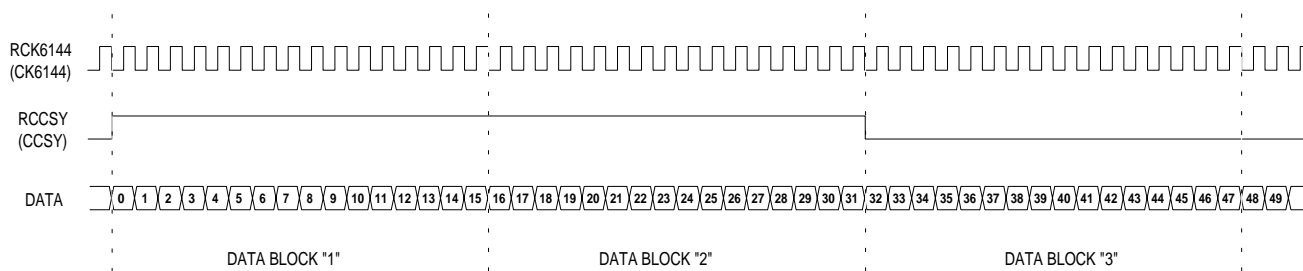 RCK6144
(CK6144)
RCCSY
(CCSY)
DATA 0 1 2 3 4 5 6 7 8 9 10 11 12 13 14 15 16 17 18 19 20 21 22 23 24 25 26 27 28 29 30 31 32 33 34 35 36 37 38 39 40 41 42 43 44 45 46 47 48 49
DATA BLOCK "1" DATA BLOCK "2" DATA BLOCK "3"